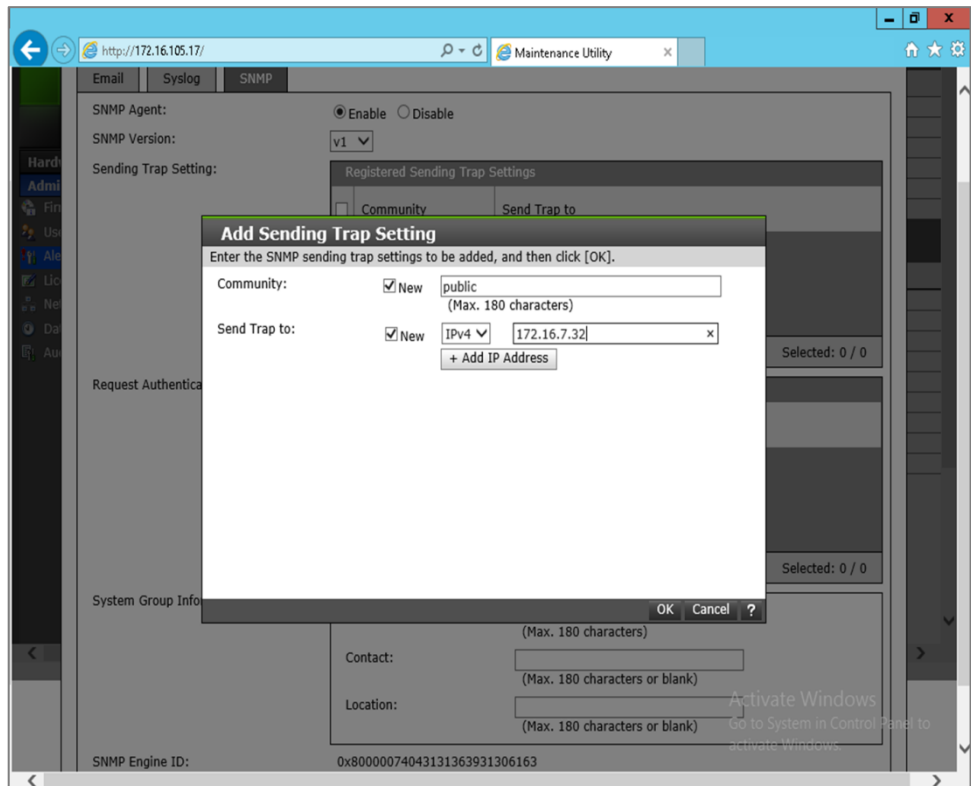 http://172.16.105.17/
Maintenance Utility
Email Syslog SNMP
SNMP Agent: Enable Disable
SNMP Version: v1
Sending Trap Setting: Registered Sending Trap Settings
Community Send Trap to
Add Sending Trap Setting
Enter the SNMP sending trap settings to be added, and then click [OK].
Community: New public
(Max. 180 characters)
Send Trap to: New IPv4 172.16.7.32
+ Add IP Address
Selected: 0 / 0
Selected: 0 / 0
OK Cancel ?
(Max. 180 characters)
Contact:
(Max. 180 characters or blank)
Location:
(Max. 180 characters or blank)
SNMP Engine ID: 0x80000074043131363931306163
Activate Windows
Go to System in Control Panel to
activate Windows.